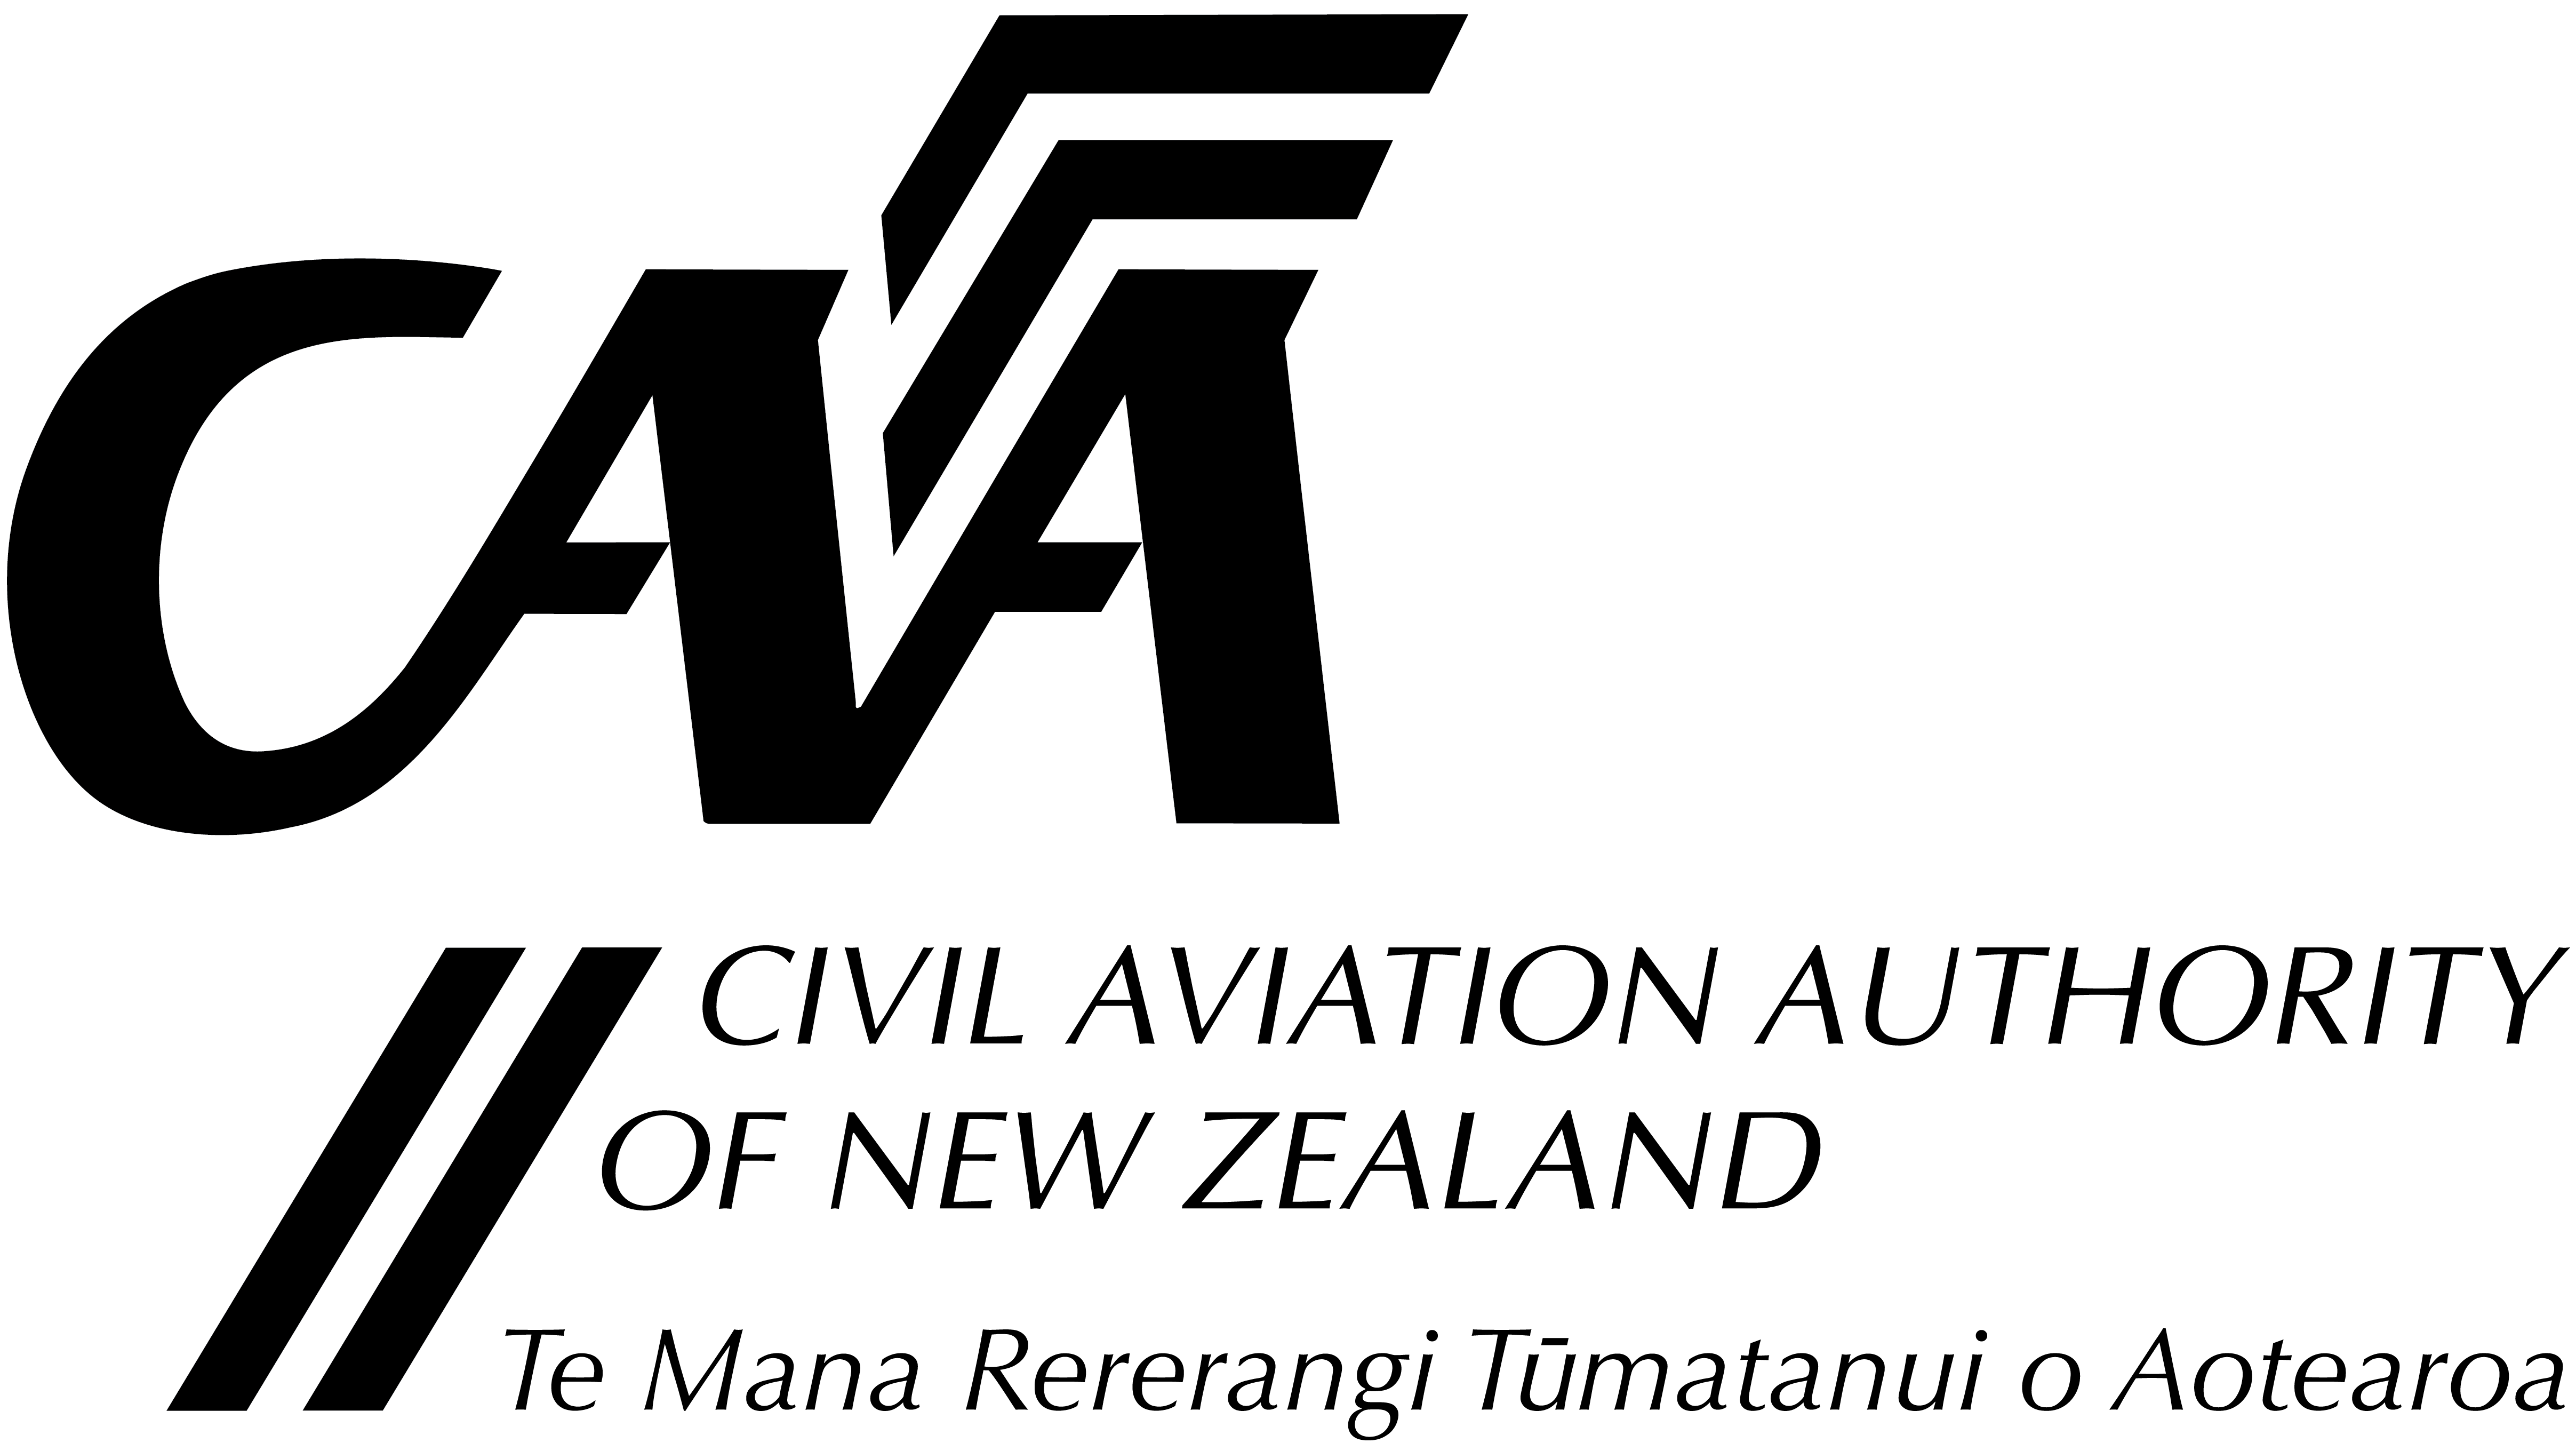 CAA
CIVIL AVIATION AUTHORITY
OF NEW ZEALAND
Te Mana Rererangi Tūmatanui o Aotearoa